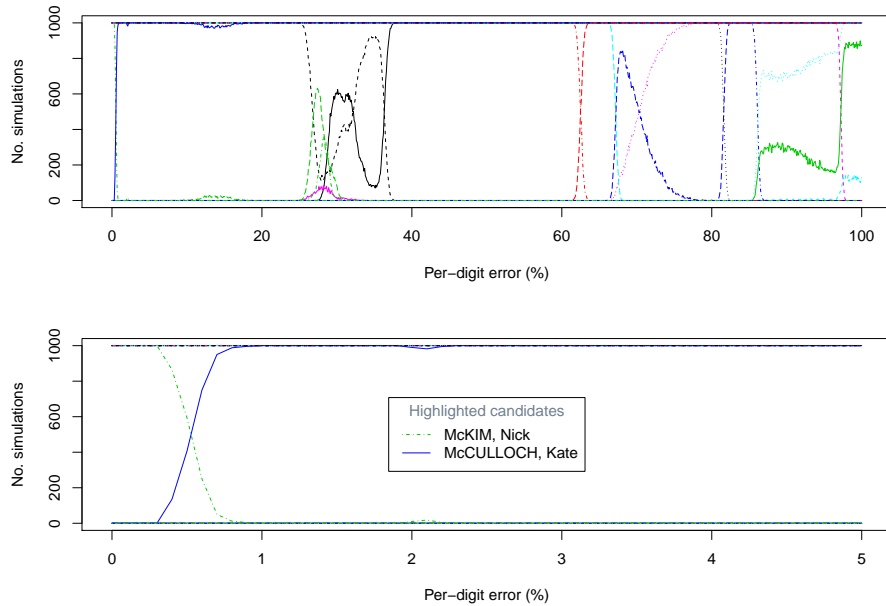 1000
600
200
0
No. simulations
0 20 40 60 80 100
Per−digit error (%)
1000
600
200
0
No. simulations
Highlighted candidates
McKIM, Nick
McCULLOCH, Kate
0 1 2 3 4 5
Per−digit error (%)